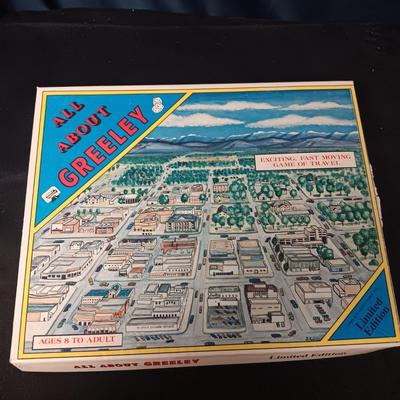 ALL
ABOUT
GREELEY
EXCITING, FAST MOVING
GAME OF TRAVEL
AGES 8 TO ADULT
Limited
Edition
ALL ABOUT GREELEY
Limited Edition